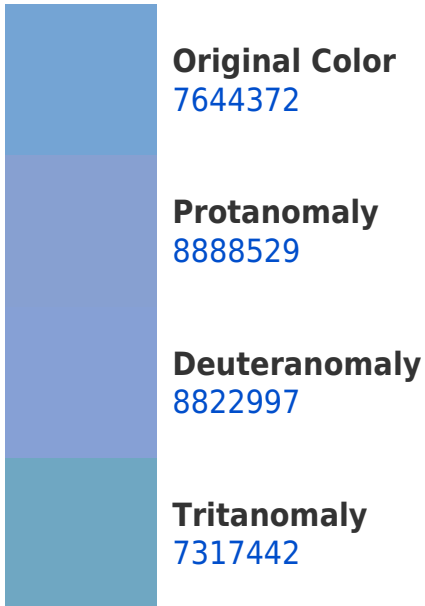 Original Color
7644372
Protanomaly
8888529
Deuteranomaly
8822997
Tritanomaly
7317442